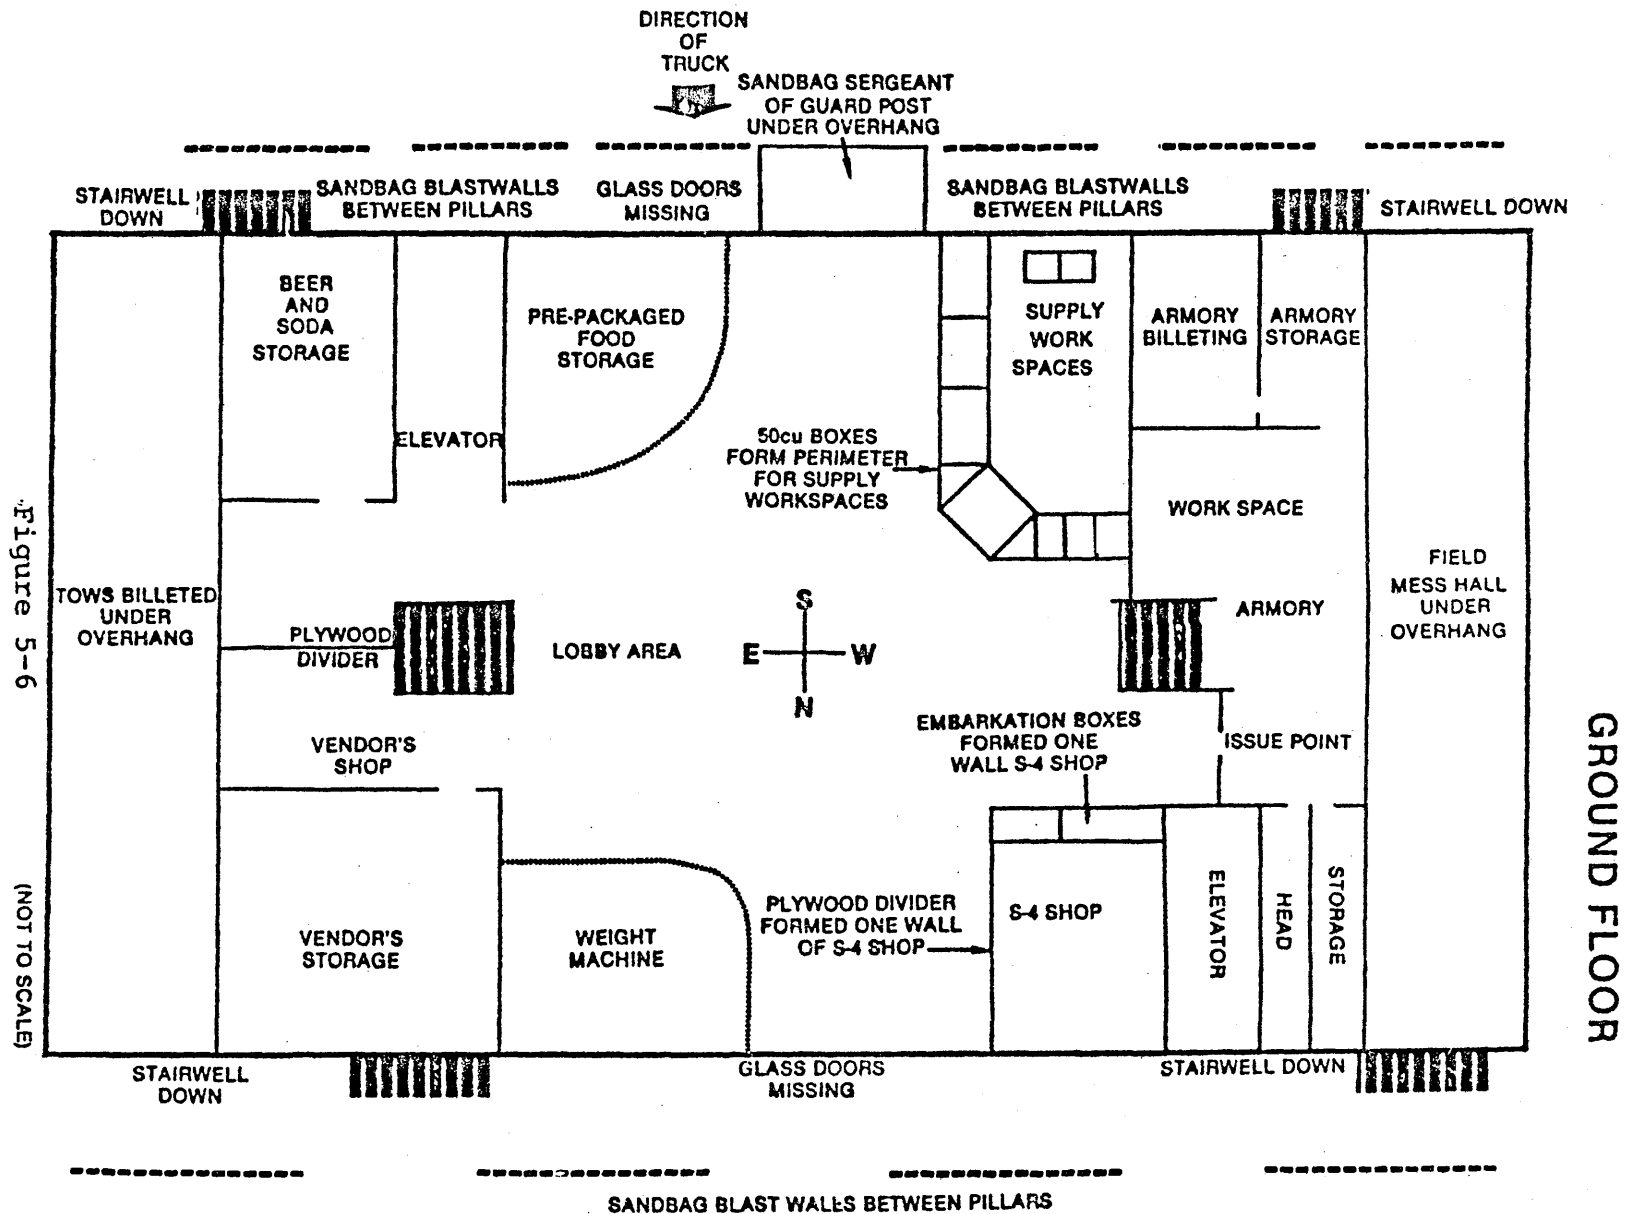 DIRECTION
OF
TRUCK
SANDBAG SERGEANT
OF GUARD POST
UNDER OVERHANG
STAIRWELL
DOWN
SANDBAG BLASTWALLS
BETWEEN PILLARS
GLASS DOORS
MISSING
SANDBAG BLASTWALLS
BETWEEN PILLARS
STAIRWELL DOWN
BEER
AND
SODA
STORAGE
PRE-PACKAGED
FOOD
STORAGE
SUPPLY
WORK
SPACES
ARMORY
BILLETING
ARMORY
STORAGE
ELEVATOR
50cu BOXES
FORM PERIMETER
FOR SUPPLY
WORKSPACES
WORK SPACE
FIELD
MESS HALL
UNDER
OVERHANG
TOWS BILLETED
UNDER
OVERHANG
PLYWOOD
DIVIDER
LOBBY AREA
S
E
W
N
ARMORY
EMBARKATION BOXES
FORMED ONE
WALL S-4 SHOP
ISSUE POINT
VENDOR'S
SHOP
VENDOR'S
STORAGE
WEIGHT
MACHINE
PLYWOOD DIVIDER
FORMED ONE WALL
OF S-4 SHOP
S-4 SHOP
ELEVATOR
HEAD
STORAGE
STAIRWELL
DOWN
GLASS DOORS
MISSING
STAIRWELL DOWN
SANDBAG BLAST WALLS BETWEEN PILLARS
Figure 5-6
(NOT TO SCALE)
GROUND FLOOR